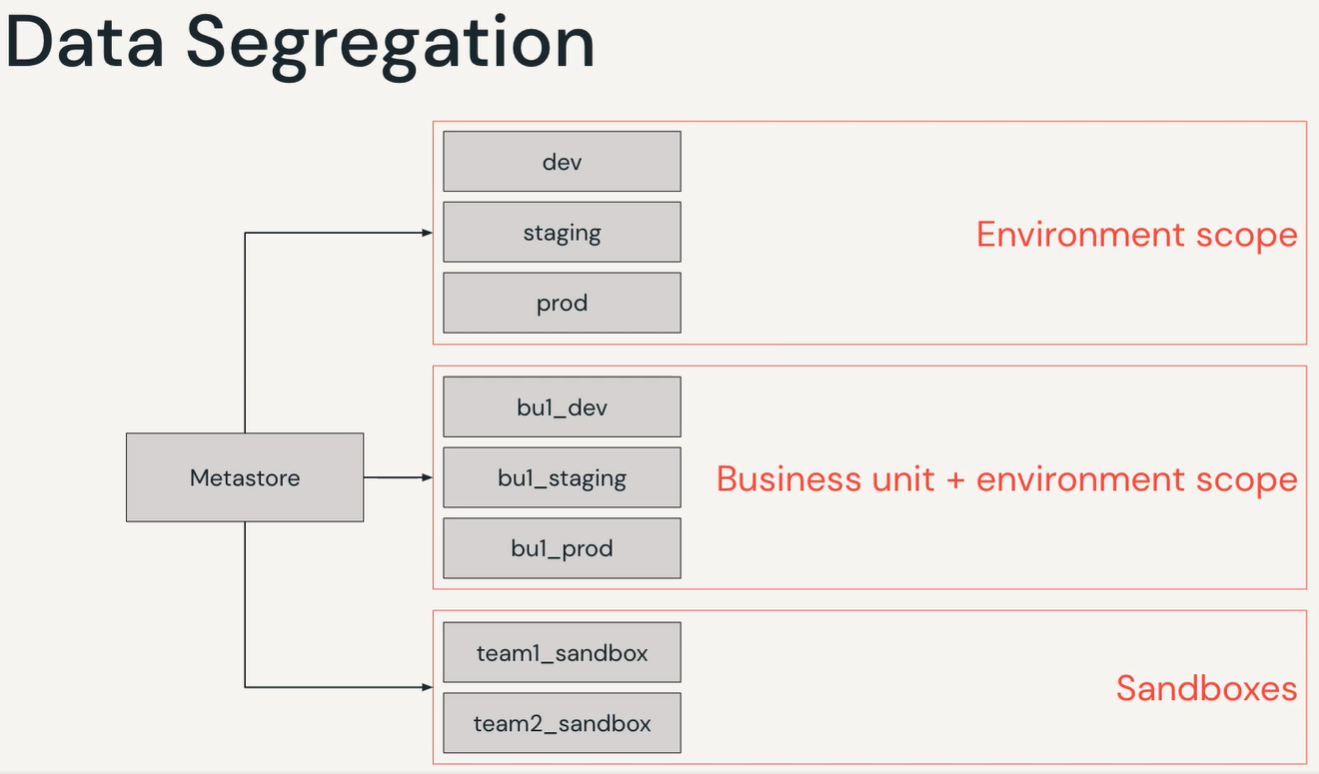 Data Segregation
dev
staging
prod
Environment scope
Metastore
bu1_dev
bu1_staging
bu1_prod
Business unit + environment scope
team1_sandbox
team2_sandbox
Sandboxes